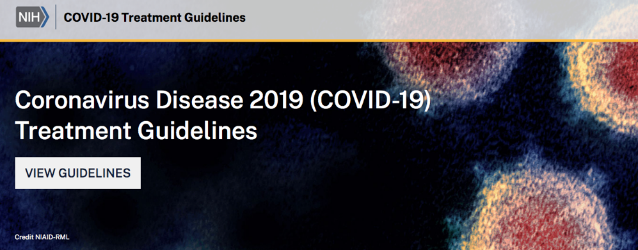 NIH COVID-19 Treatment Guidelines
Coronavirus Disease 2019 (COVID-19)
Treatment Guidelines
VIEW GUIDELINES
Credit NIAID-RML